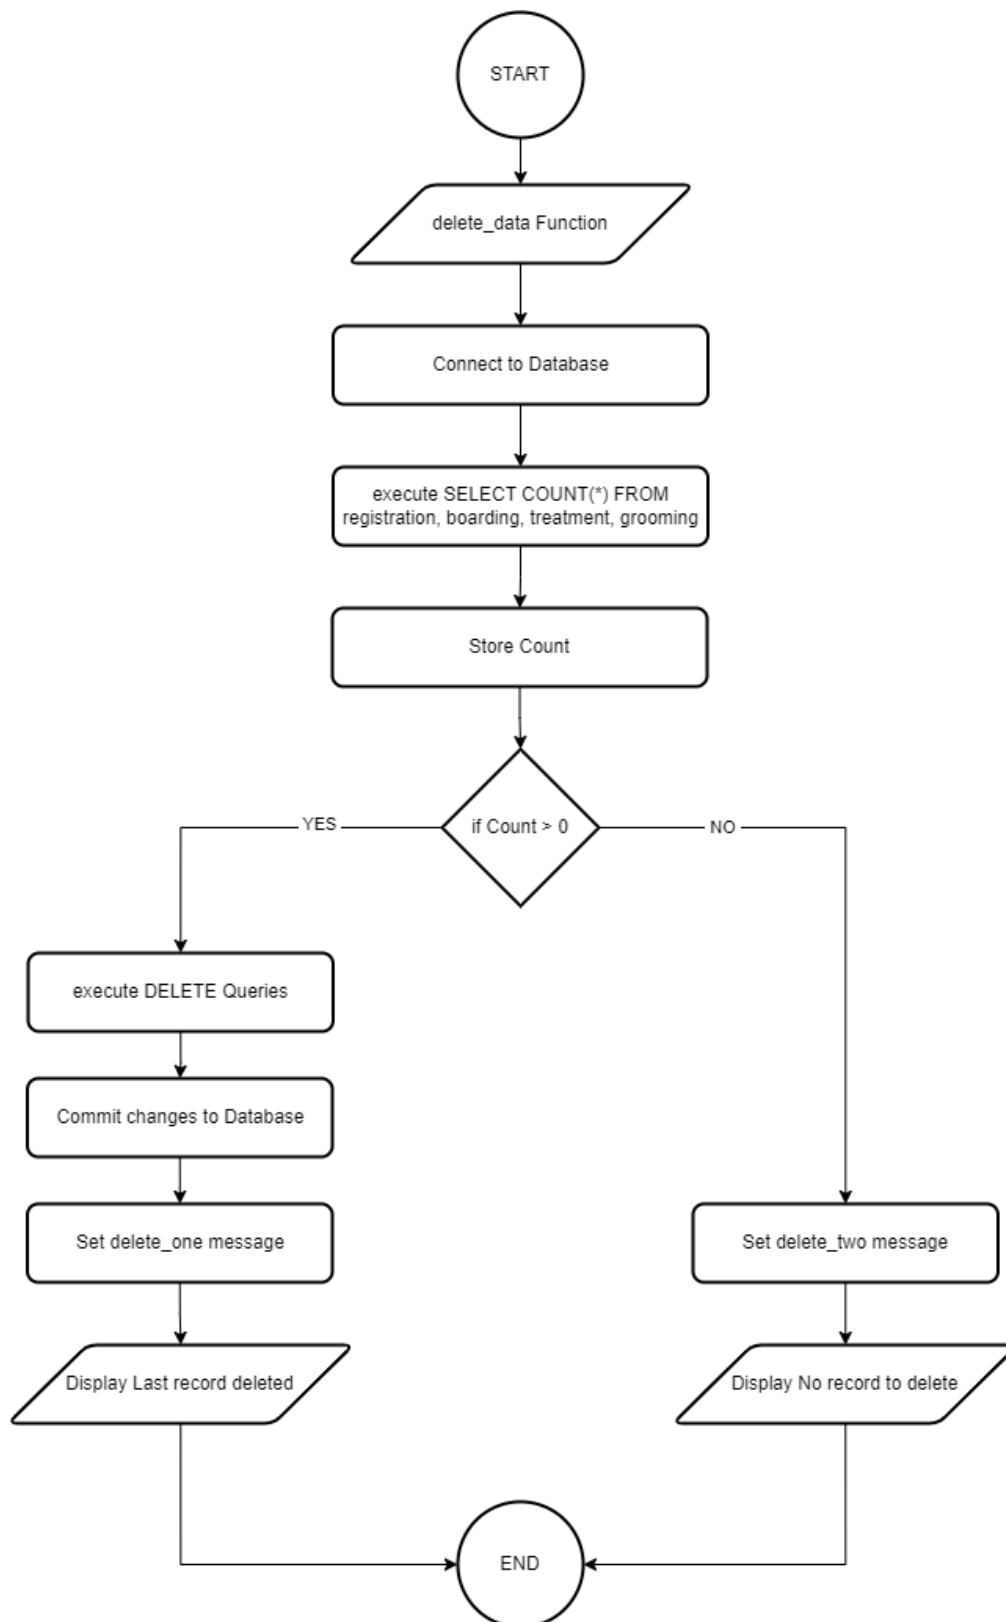 START
delete_data Function
Connect to Database
execute SELECT COUNT(*) FROM
registration, boarding, treatment, grooming
Store Count
if Count > 0
YES
NO
execute DELETE Queries
Commit changes to Database
Set delete_one message
Set delete_two message
Display Last record deleted
Display No record to delete
END